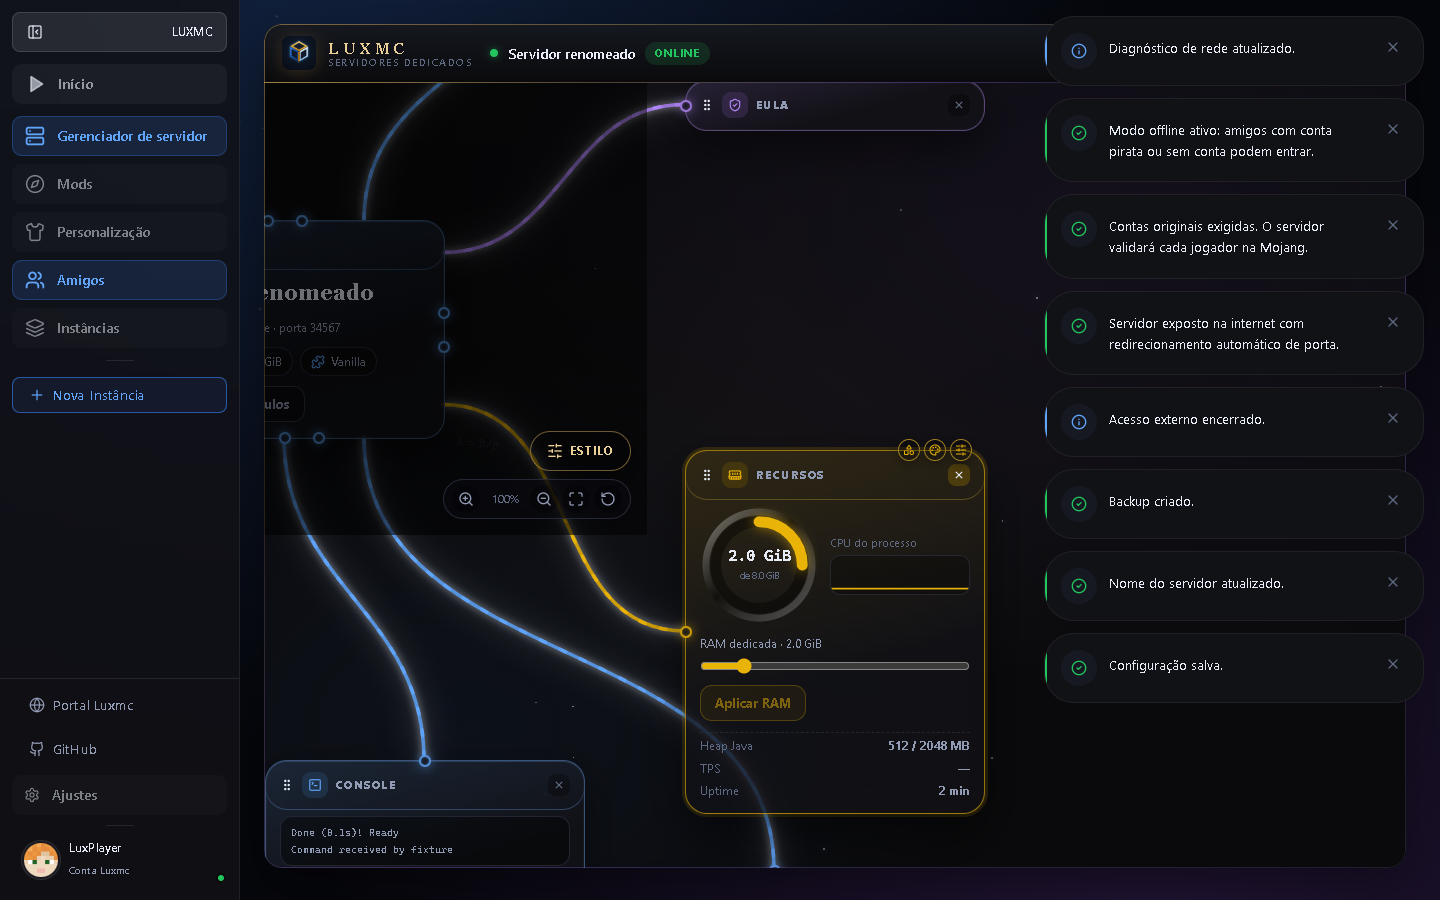 LUXMC
Início
Gerenciador de servidor
Mods
Personalização
Amigos
Instâncias
Nova Instância
Portal Luxmc
GitHub
Ajustes
LuxPlayer
Conta Luxmc
LUXMC
SERVIDORES DEDICADOS
Servidor renomeado
ONLINE
EULA
enomeado
e · porta 34567
GiB
Vanilla
ulos
ESTILO
100%
RECURSOS
2.0 GiB
de 8.0 GiB
CPU do processo
RAM dedicada · 2.0 GiB
Aplicar RAM
Heap Java
512 / 2048 MB
TPS
—
Uptime
2 min
CONSOLE
Done (8.1s)! Ready
Command received by fixture
Diagnóstico de rede atualizado.
Modo offline ativo: amigos com conta
pirata ou sem conta podem entrar.
Contas originais exigidas. O servidor
validará cada jogador na Mojang.
Servidor exposto na internet com
redirecionamento automático de porta.
Acesso externo encerrado.
Backup criado.
Nome do servidor atualizado.
Configuração salva.